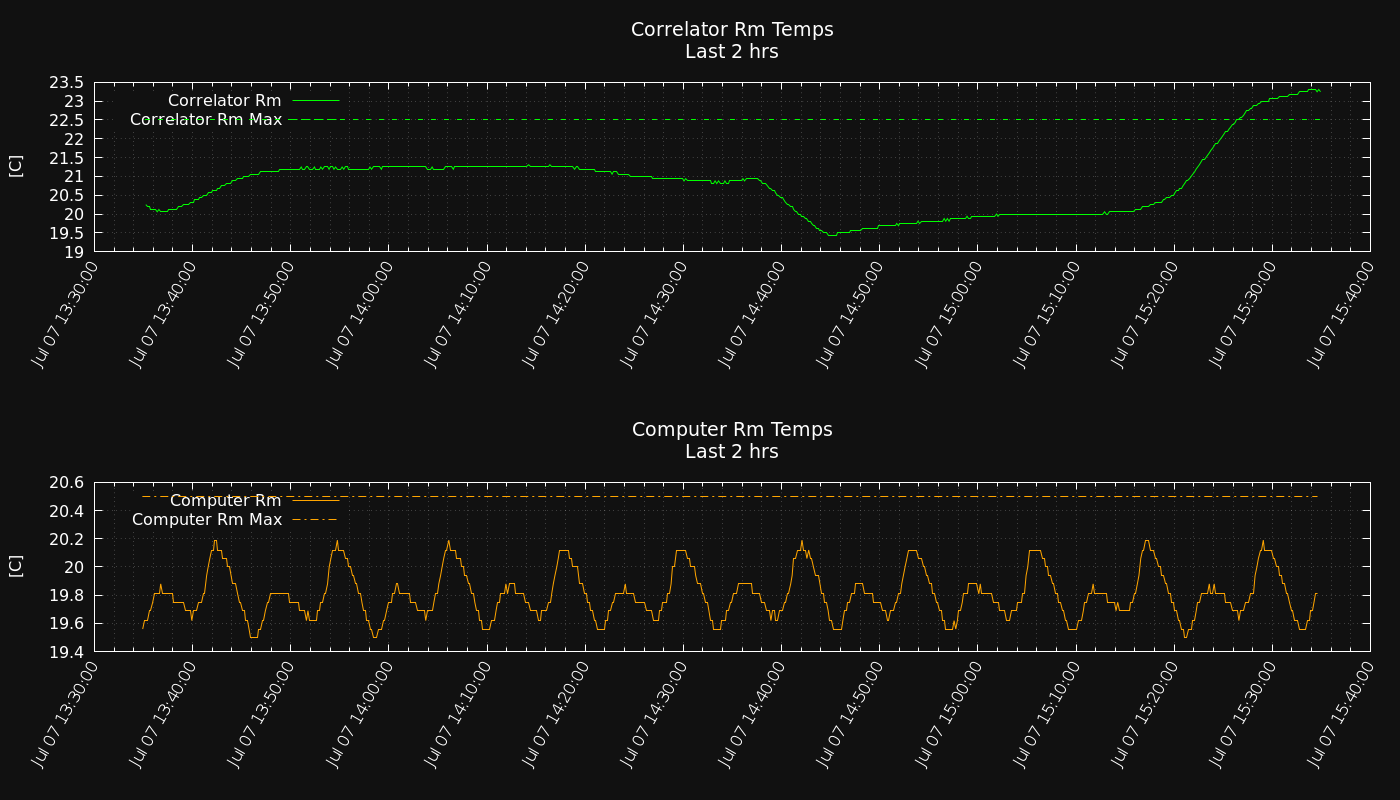 Correlator Rm Temps
Last 2 hrs
23.5
23
22.5
22
21.5
21
20.5
20
19.5
19
[C]
Correlator Rm
Correlator Rm Max
Jul 07 13:30:00
Jul 07 13:40:00
Jul 07 13:50:00
Jul 07 14:00:00
Jul 07 14:10:00
Jul 07 14:20:00
Jul 07 14:30:00
Jul 07 14:40:00
Jul 07 14:50:00
Jul 07 15:00:00
Jul 07 15:10:00
Jul 07 15:20:00
Jul 07 15:30:00
Jul 07 15:40:00
Computer Rm Temps
Last 2 hrs
20.6
20.4
20.2
20
19.8
19.6
19.4
[C]
Computer Rm
Computer Rm Max
Jul 07 13:30:00
Jul 07 13:40:00
Jul 07 13:50:00
Jul 07 14:00:00
Jul 07 14:10:00
Jul 07 14:20:00
Jul 07 14:30:00
Jul 07 14:40:00
Jul 07 14:50:00
Jul 07 15:00:00
Jul 07 15:10:00
Jul 07 15:20:00
Jul 07 15:30:00
Jul 07 15:40:00